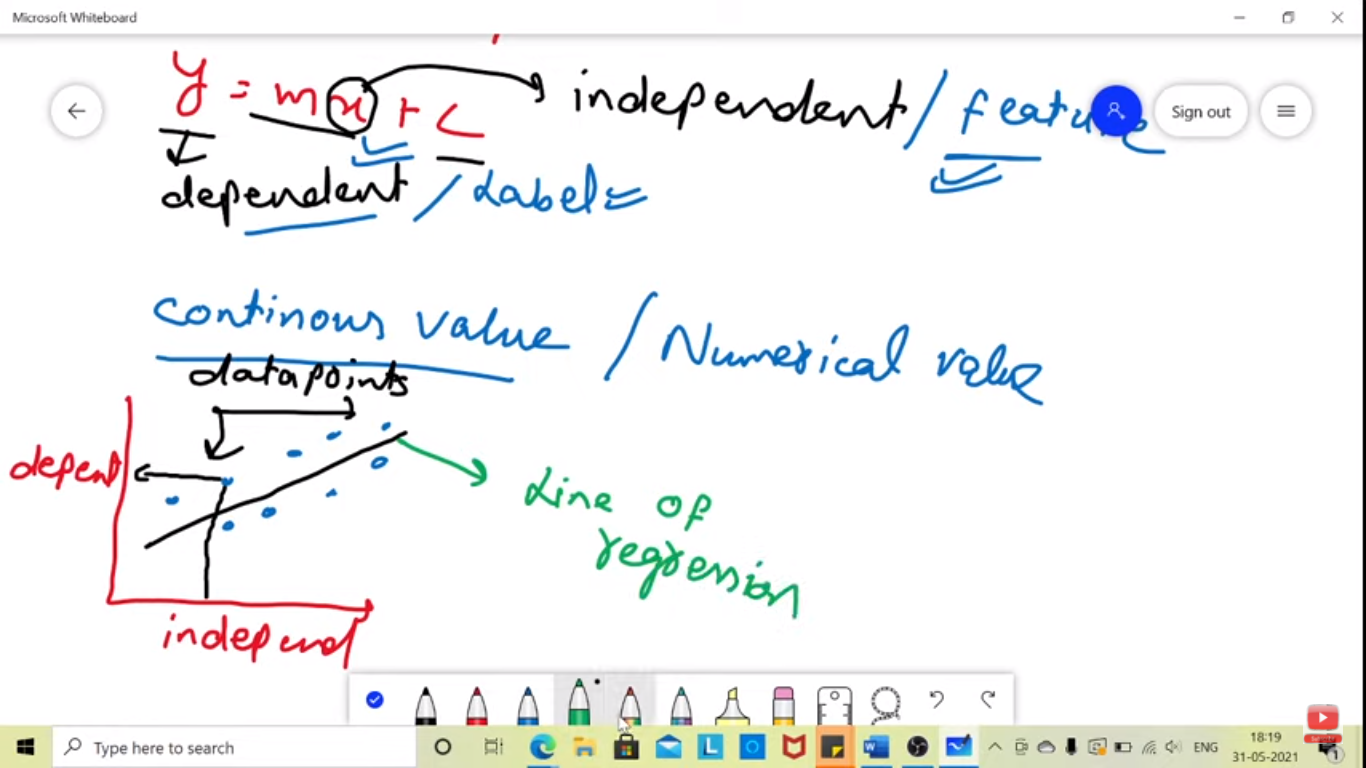 Microsoft Whiteboard
y = mx + c
independent / feature
Sign out
dependent / Label
continous value / Numerical value
datapoints
depent
Line of
regression
independ
Type here to search
ENG
18:19
31-05-2021
1